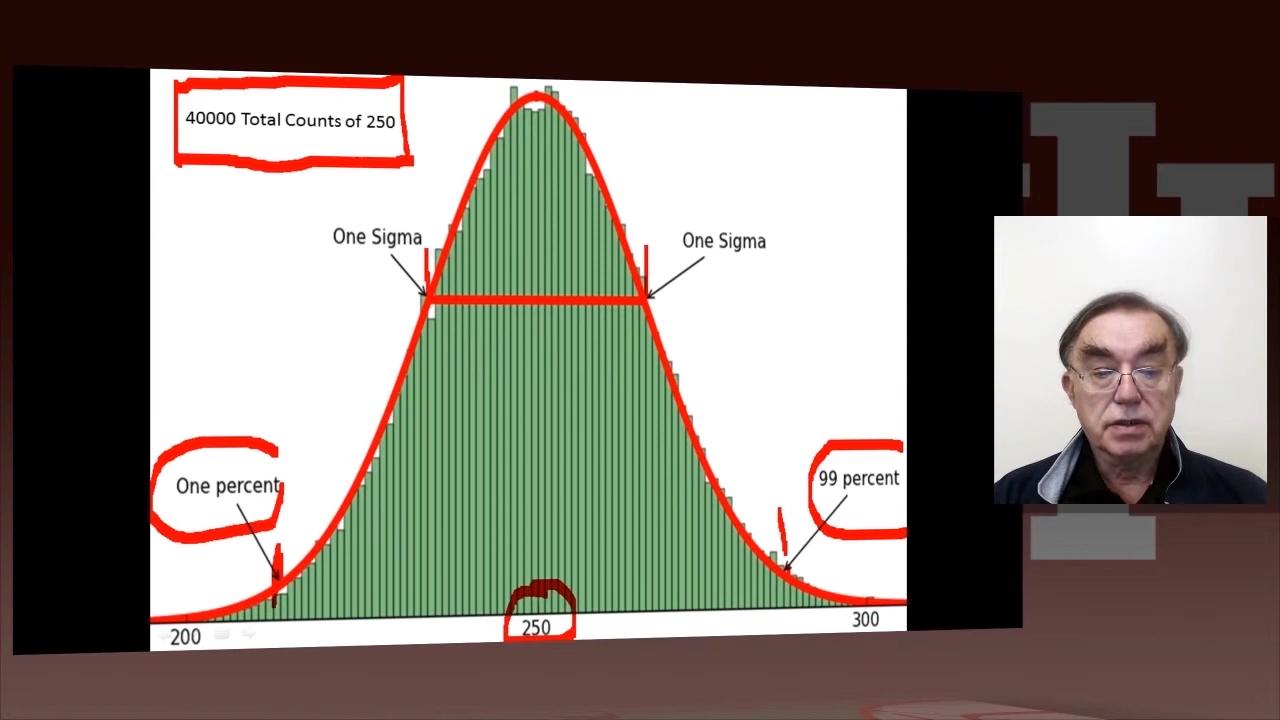 40000 Total Counts of 250
One Sigma
One Sigma
One percent
99 percent
200
250
300